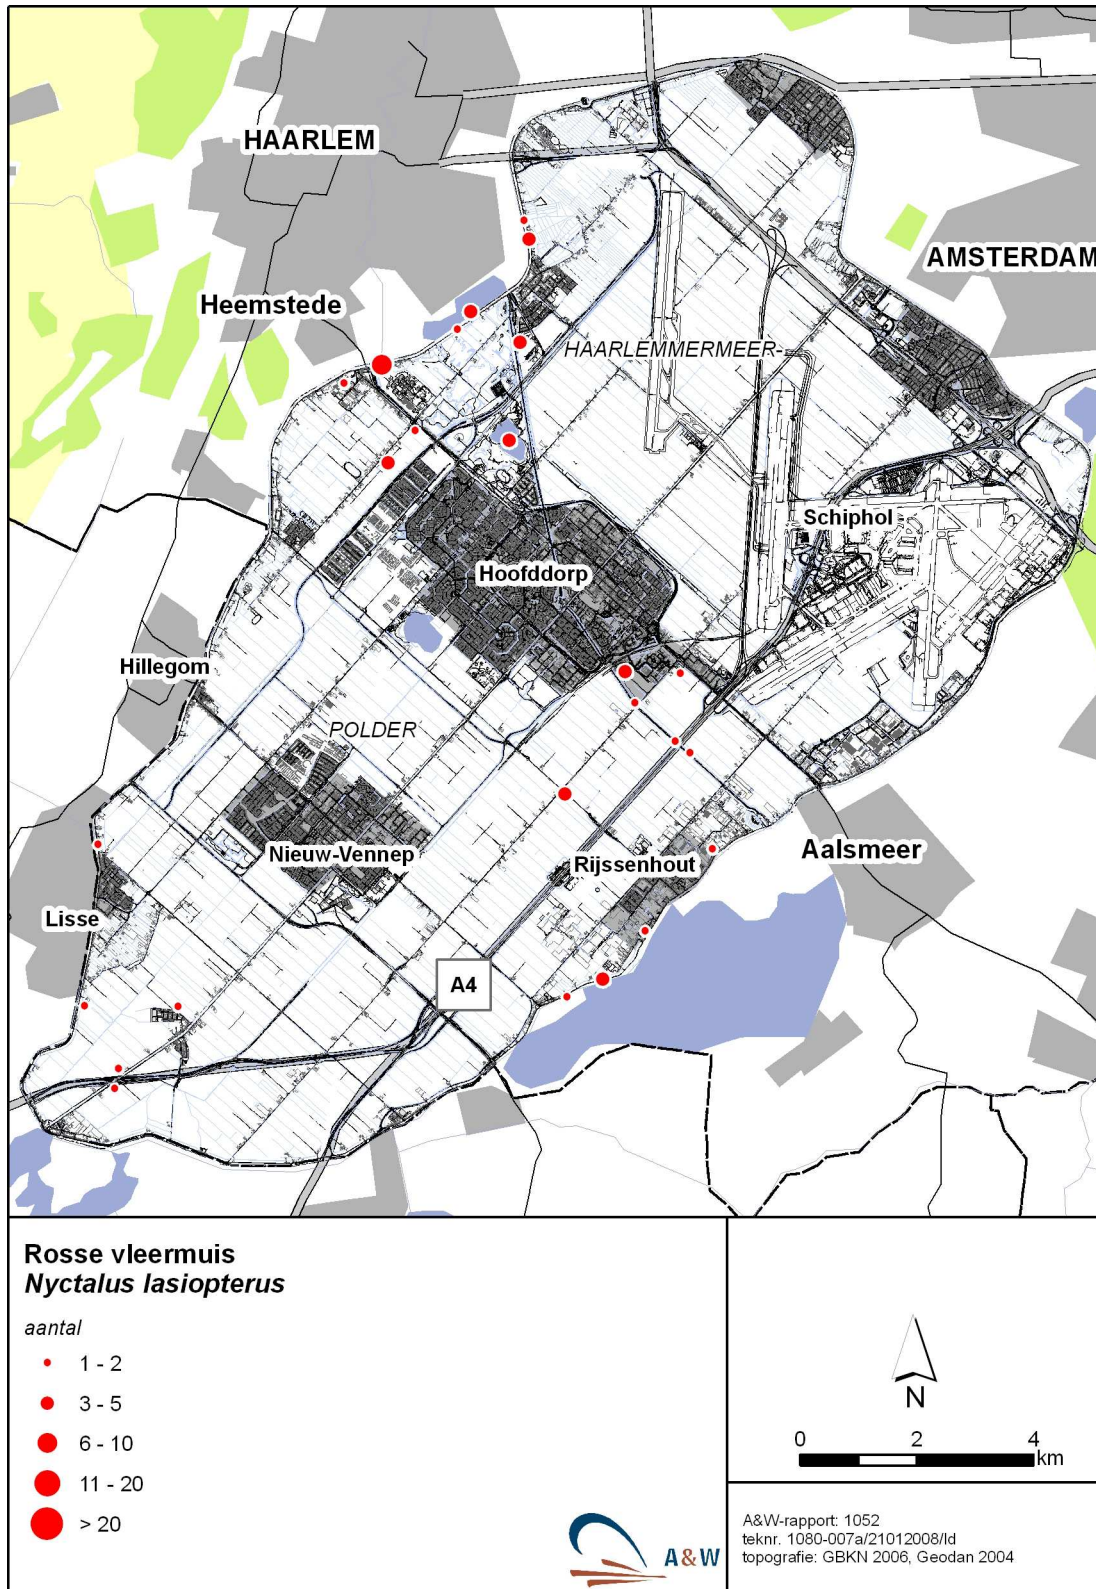 HAARLEM
AMSTERDAM
Heemstede
HAARLEMMERMEER-
Schiphol
Hoofddorp
Hillegom
POLDER
Nieuw-Vennep
Rijssenhout
Aalsmeer
Lisse
A4
Rosse vleermuis
Nyctalus lasiopterus
aantal
1 - 2
3 - 5
6 - 10
11 - 20
> 20
A&W
N
0 2 4
km
A&W-rapport: 1052
teknr. 1080-007a/21012008/ld
topografie: GBKN 2006, Geodan 2004